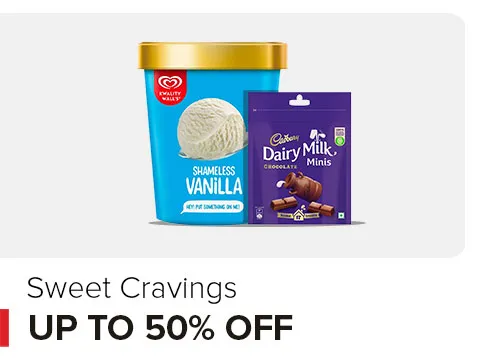 KWALITY
WALL'S
SHAMELESS
VANILLA
HEY! PUT SOMETHING ON ME!
Cadbury
Dairy Milk
Minis
CHOCOLATE
Sweet Cravings
UP TO 50% OFF